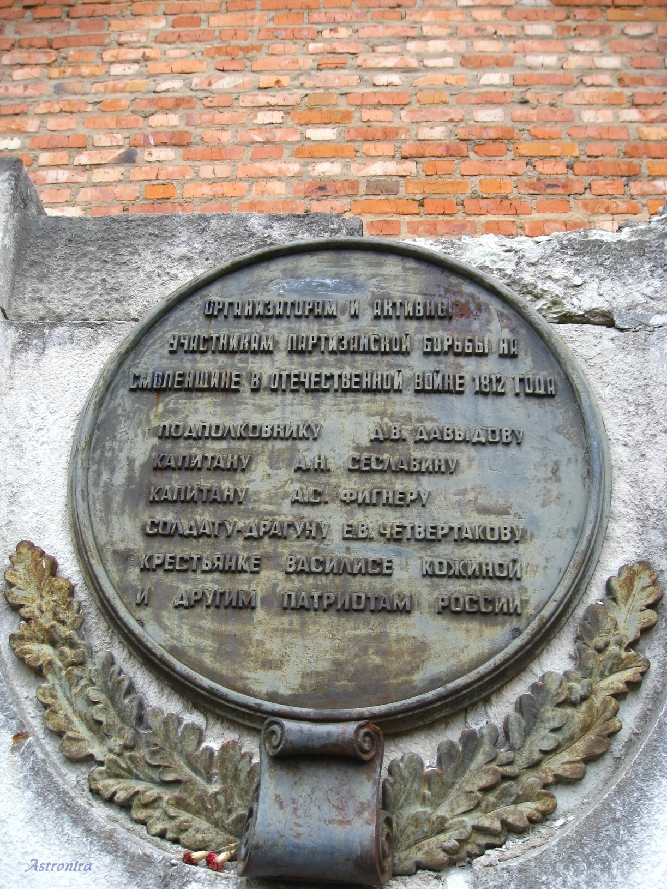 ОРГАНИЗАТОРАМ И АКТИВНЫМ
УЧАСТНИКАМ ПАРТИЗАНСКОЙ БОРЬБЫ НА
СМОЛЕНЩИНЕ В ОТЕЧЕСТВЕННОЙ ВОЙНЕ 1812 ГОДА
ПОДПОЛКОВНИКУ Д.В. ДАВЫДОВУ
КАПИТАНУ А.Н. СЕСЛАВИНУ
КАПИТАНУ А.С. ФИГНЕРУ
СОЛДАТУ-ДРАГУНУ Е.В. ЧЕТВЕРТАКОВУ
КРЕСТЬЯНКЕ ВАСИЛИСЕ КОЖИНОЙ
И ДРУГИМ ПАТРИОТАМ РОССИИ
Astron1ra